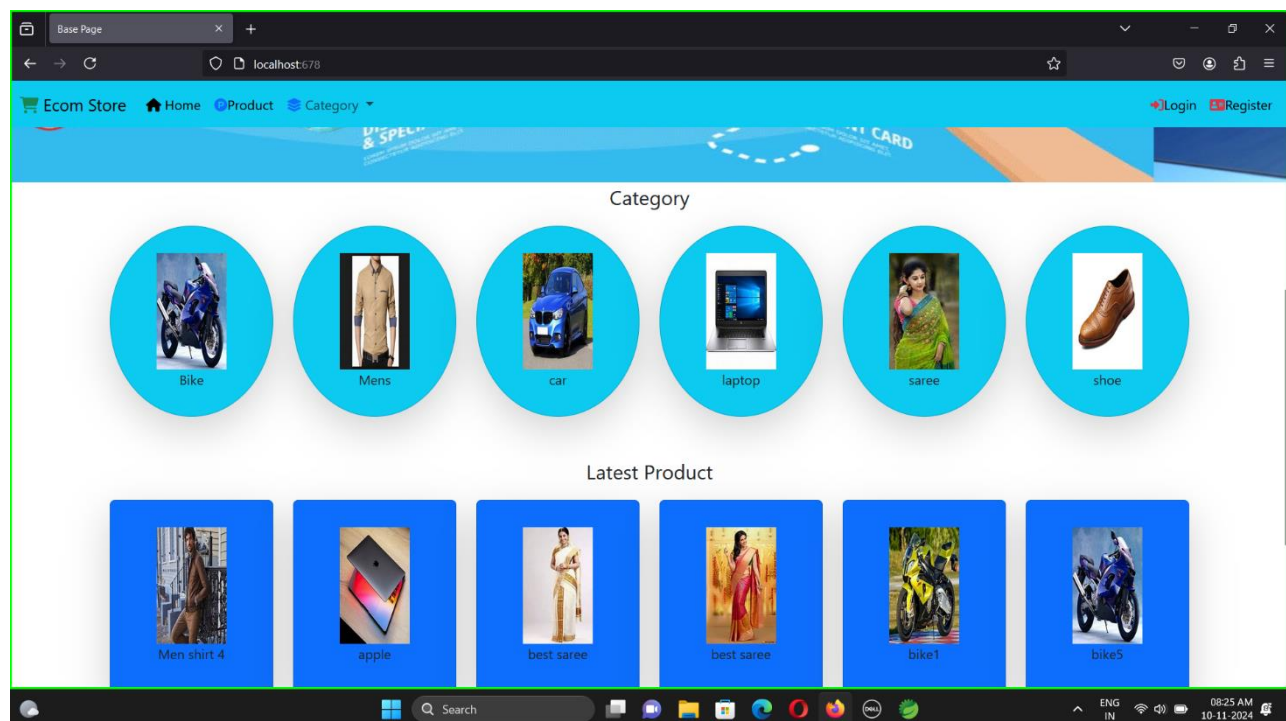 Base Page
localhost:678
Ecom Store Home Product Category Login Register
& SPECI
CARD
Category
Bike Mens car laptop saree shoe
Latest Product
Men shirt 4 apple best saree best saree bike1 bike5
Search
DELL
ENG
IN
08:25 AM
10-11-2024